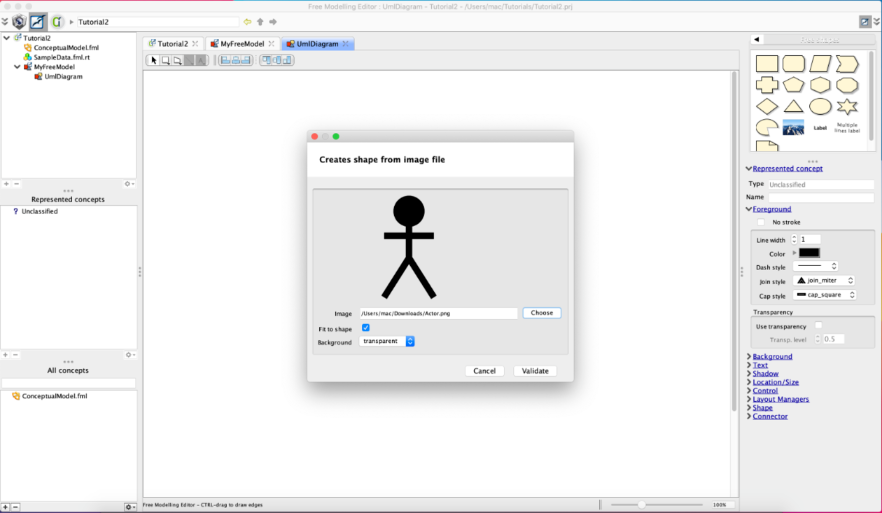 Free Modelling Editor : UmlDiagram - Tutorial2 - /Users/mac/Tutorials/Tutorial2.prj
Tutorial2
Tutorial2
ConceptualModel.fml
SampleData.fml.rt
MyFreeModel
UmlDiagram
Represented concepts
? Unclassified
All concepts
ConceptualModel.fml
Tutorial2
MyFreeModel
UmlDiagram
Creates shape from image file
Image /Users/mac/Downloads/Actor.png Choose
Fit to shape
Background transparent
Cancel Validate
Free Modelling Editor - CTRL-drag to draw edges
100%
Label
Multiple
lines label
Represented concept
Type Unclassified
Name
Foreground
No stroke
Line width 1
Color
Dash style
Join style join_miter
Cap style cap_square
Transparency
Use transparency
Transp. level 0.5
Background
Text
Shadow
Location/Size
Control
Layout Managers
Shape
Connector